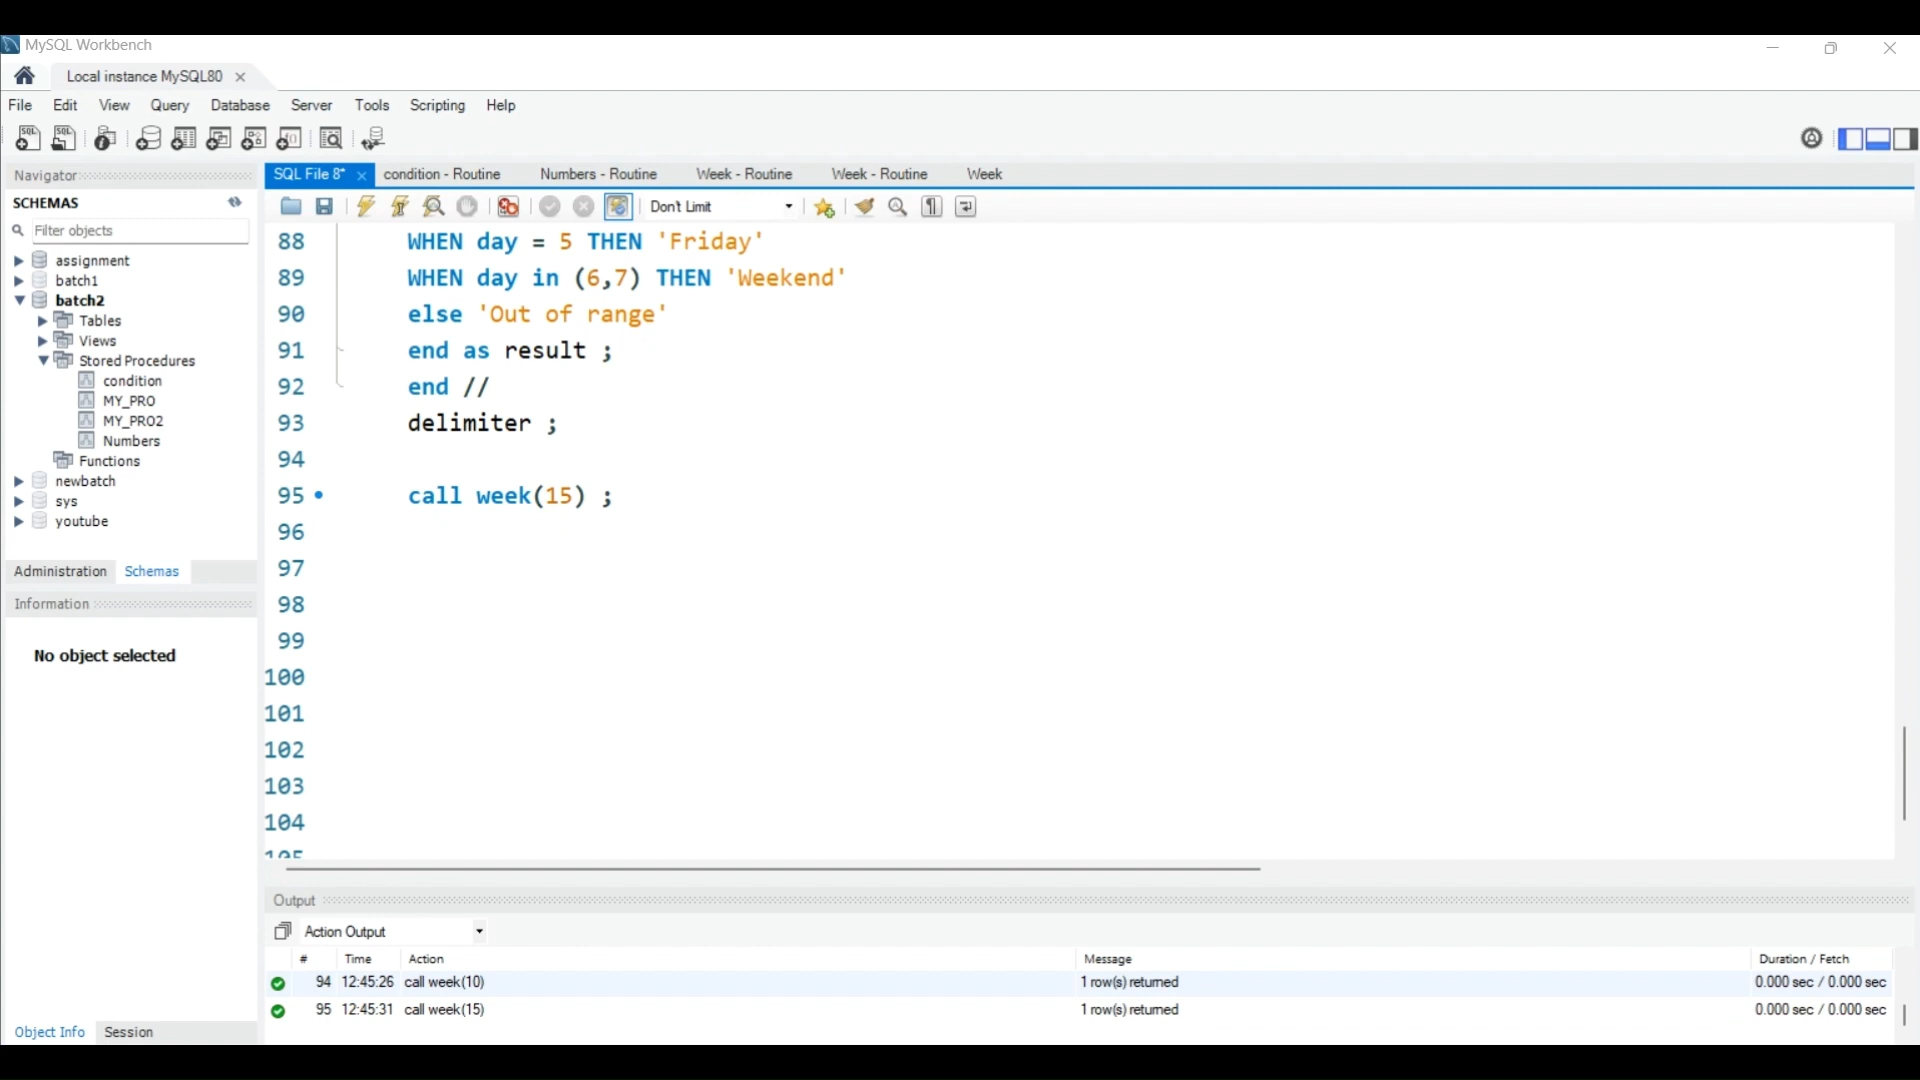 MySQL Workbench
Local instance MySQL80
File Edit View Query Database Server Tools Scripting Help
Navigator
SCHEMAS
Filter objects
assignment
batch1
batch2
Tables
Views
Stored Procedures
condition
MY_PRO
MY_PRO2
Numbers
Functions
newbatch
sys
youtube
Administration Schemas
Information
No object selected
Object Info Session
SQL File 8* condition - Routine Numbers - Routine Week - Routine Week - Routine Week
Don't Limit
88 WHEN day = 5 THEN 'Friday'
89 WHEN day in (6,7) THEN 'Weekend'
90 else 'Out of range'
91 end as result ;
92 end //
93 delimiter ;
94
95 call week(15) ;
96
97
98
99
100
101
102
103
104
105
Output
Action Output
# Time Action Message Duration / Fetch
94 12:45:26 call week(10) 1 row(s) returned 0.000 sec / 0.000 sec
95 12:45:31 call week(15) 1 row(s) returned 0.000 sec / 0.000 sec